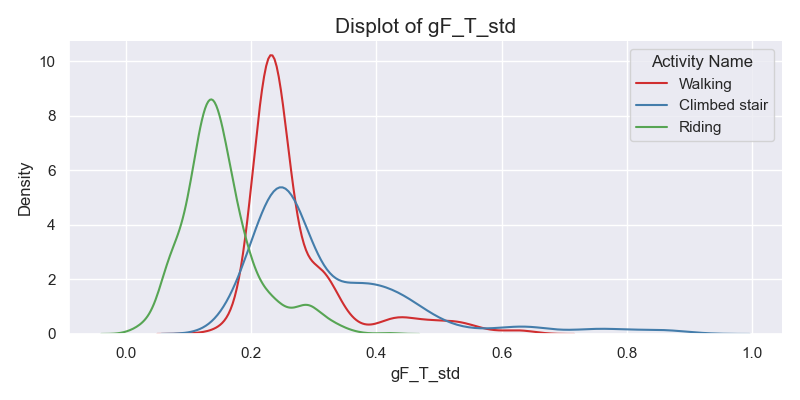 Displot of gF_T_std
Activity Name
Walking
Climbed stair
Riding
Density
10
8
6
4
2
0
0.0 0.2 0.4 0.6 0.8 1.0
gF_T_std